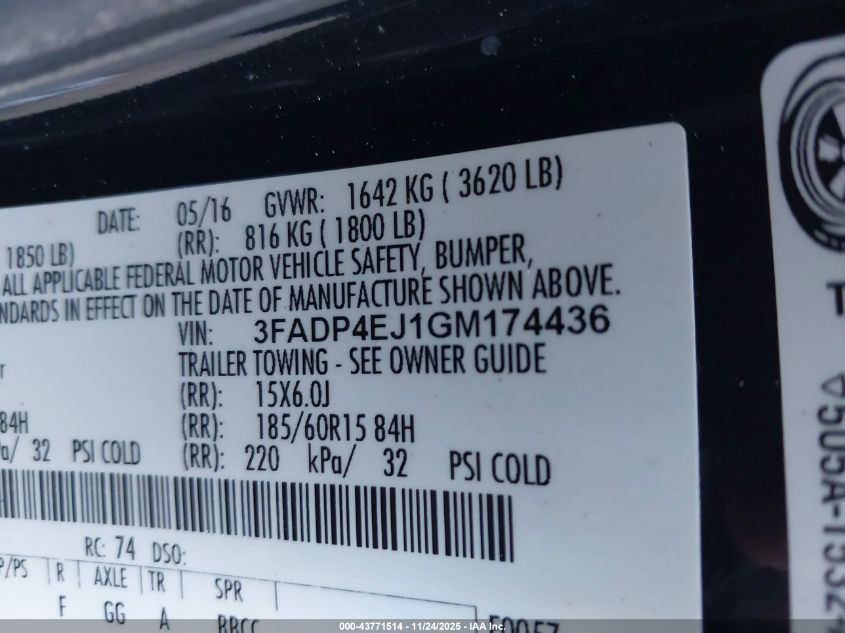 DATE: 05/16 GVWR: 1642 KG ( 3620 LB)
1850 LB) (RR): 816 KG ( 1800 LB)
ALL APPLICABLE FEDERAL MOTOR VEHICLE SAFETY, BUMPER,
IN EFFECT ON THE DATE OF MANUFACTURE SHOWN ABOVE.
VIN: 3FADP4EJ1GM174436
TRAILER TOWING - SEE OWNER GUIDE
(RR): 15X6.0J
84H (RR): 185/60R15 84H
32 PSI COLD (RR): 220 kPa/ 32 PSI COLD
RC: 74 DSO:
P/PS R AXLE TR SPR
F GG A BBCC
000-43771514 - 11/24/2025 - IAA, Inc.